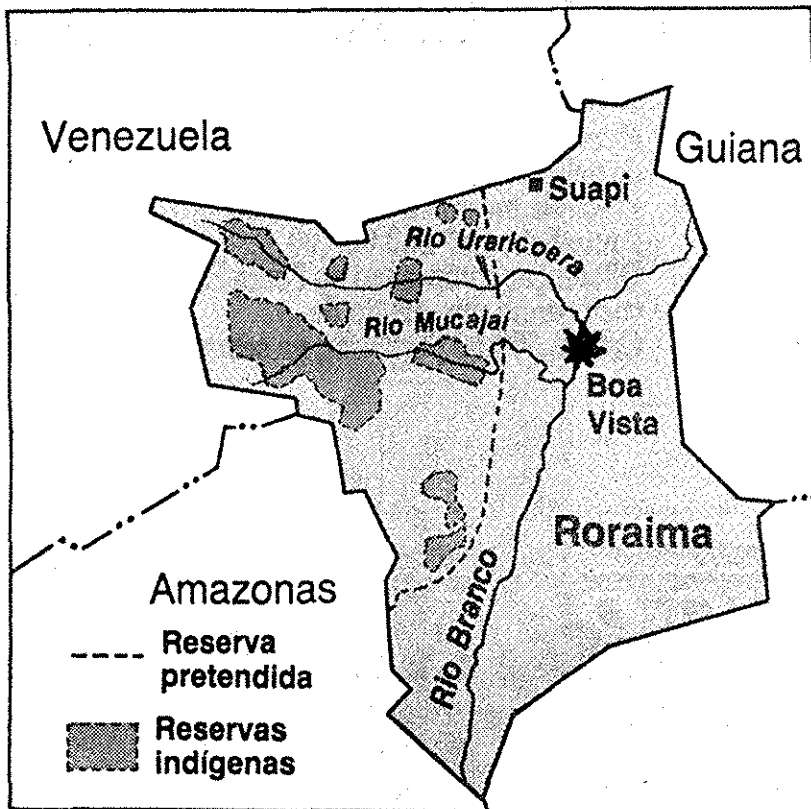 Venezuela
Guiana
Suapi
Rio Uraricoera
Rio Mucajaí
Boa
Vista
Roraima
Rio Branco
Amazonas
Reserva
pretendida
Reservas
indígenas